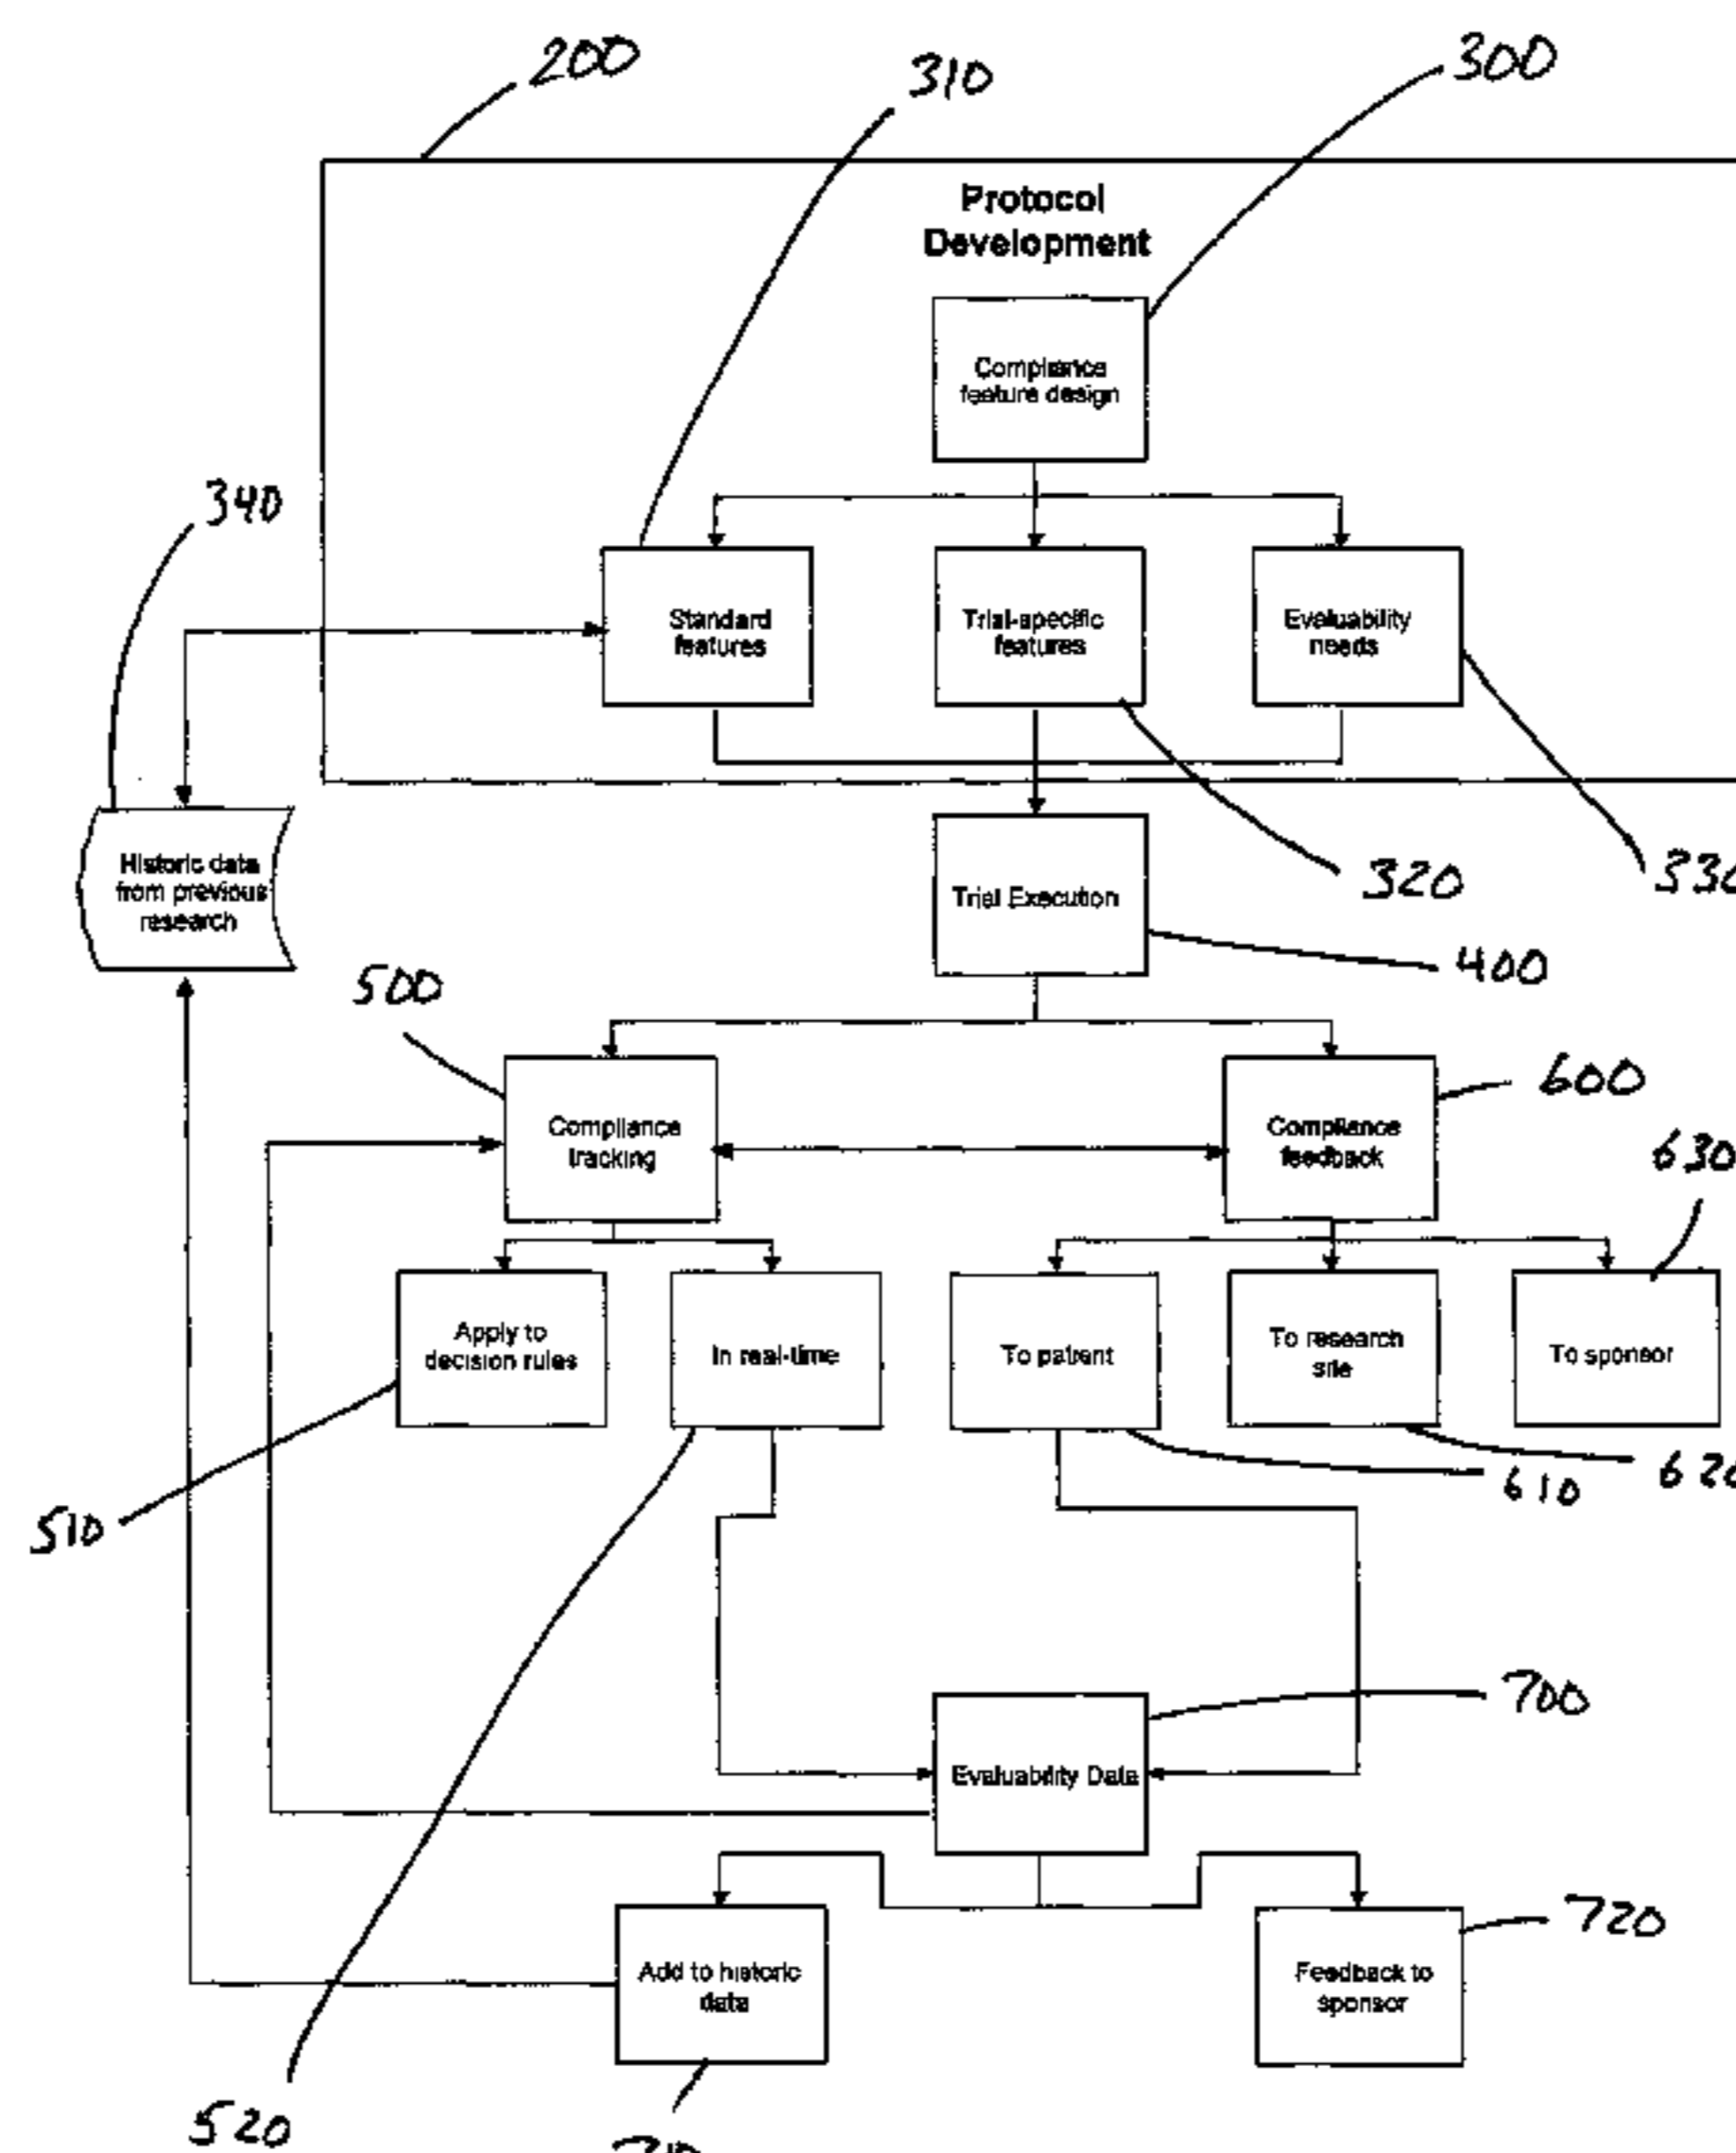 200
310
300
Protocol
Development
Compliance
feature design
340
Standard
features
Trial-specific
features
Evaluability
needs
Historic data
from previous
research
Trial Execution
320
330
400
500
600
Compliance
tracking
Compliance
feedback
630
Apply to
decision rules
In real-time
To patient
To research
site
To sponsor
510
610
620
700
Evaluability Data
720
Add to historic
data
Feedback to
sponsor
520